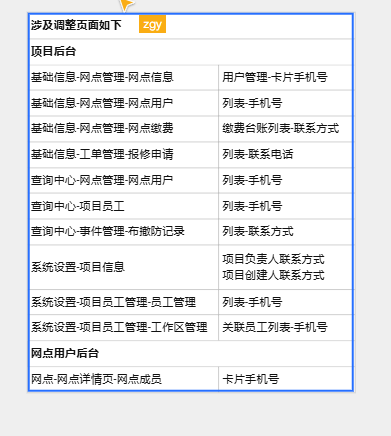 涉及调整页面如下
zgy
项目后台
基础信息-网点管理-网点信息 用户管理-卡片手机号
基础信息-网点管理-网点用户 列表-手机号
基础信息-网点管理-网点缴费 缴费台账列表-联系方式
基础信息-工单管理-报修申请 列表-联系电话
查询中心-网点管理-网点用户 列表-手机号
查询中心-项目员工 列表-手机号
查询中心-事件管理-布撤防记录 列表-联系方式
系统设置-项目信息 项目负责人联系方式
项目创建人联系方式
系统设置-项目员工管理-员工管理 列表-手机号
系统设置-项目员工管理-工作区管理 关联员工列表-手机号
网点用户后台
网点-网点详情页-网点成员 卡片手机号